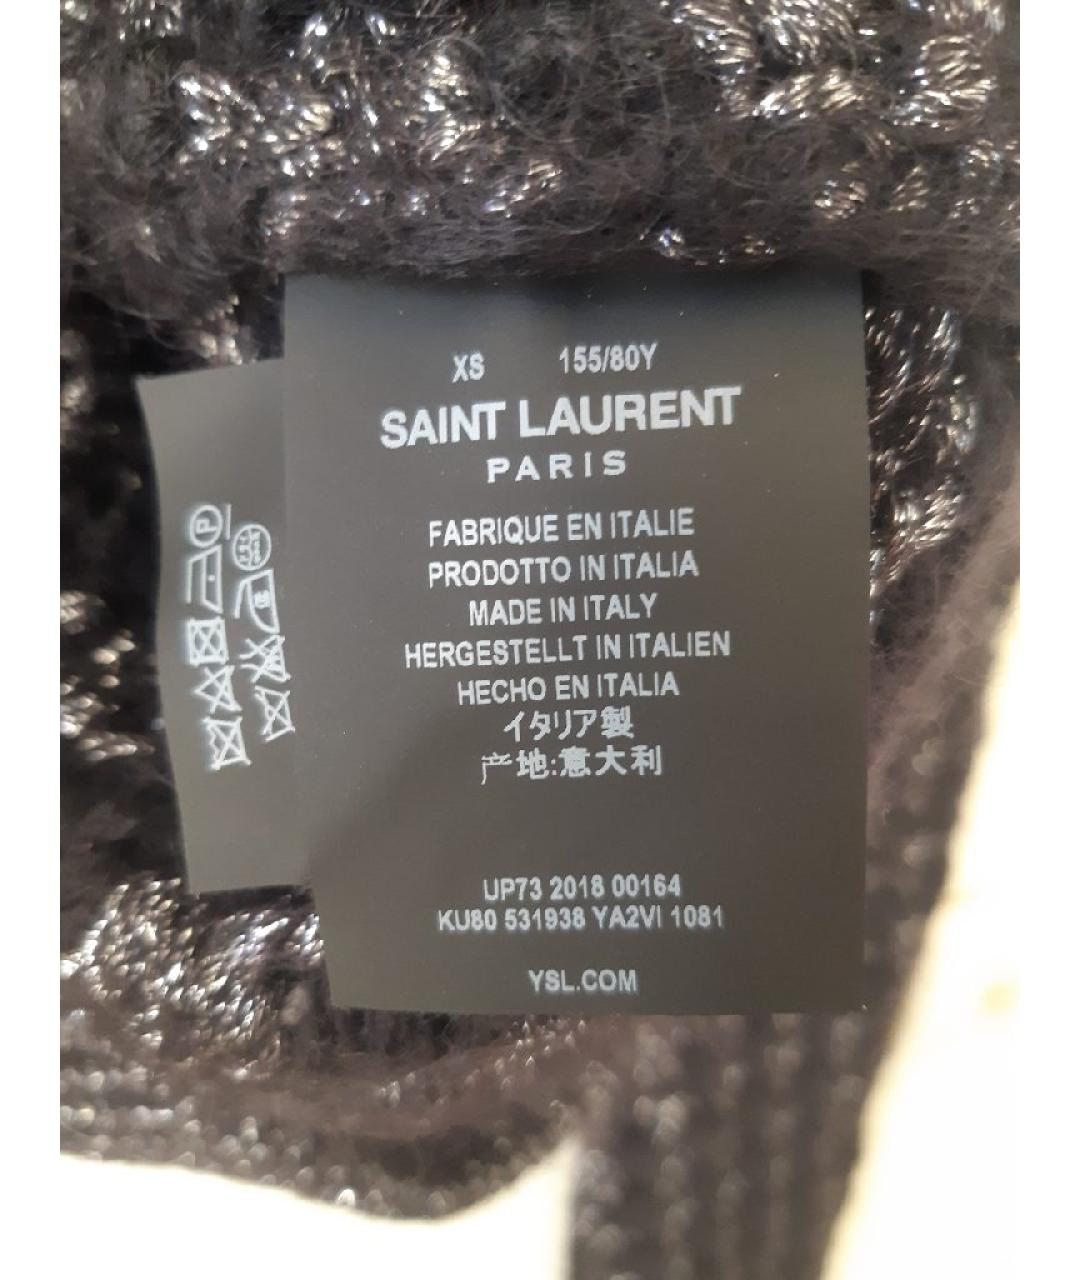 XS 155/80Y
SAINT LAURENT
PARIS
FABRIQUE EN ITALIE
PRODOTTO IN ITALIA
MADE IN ITALY
HERGESTELLT IN ITALIEN
HECHO EN ITALIA
イタリア製
产地:意大利
UP73 2018 00164
KU80 531938 YA2VI 1081
YSL.COM
P